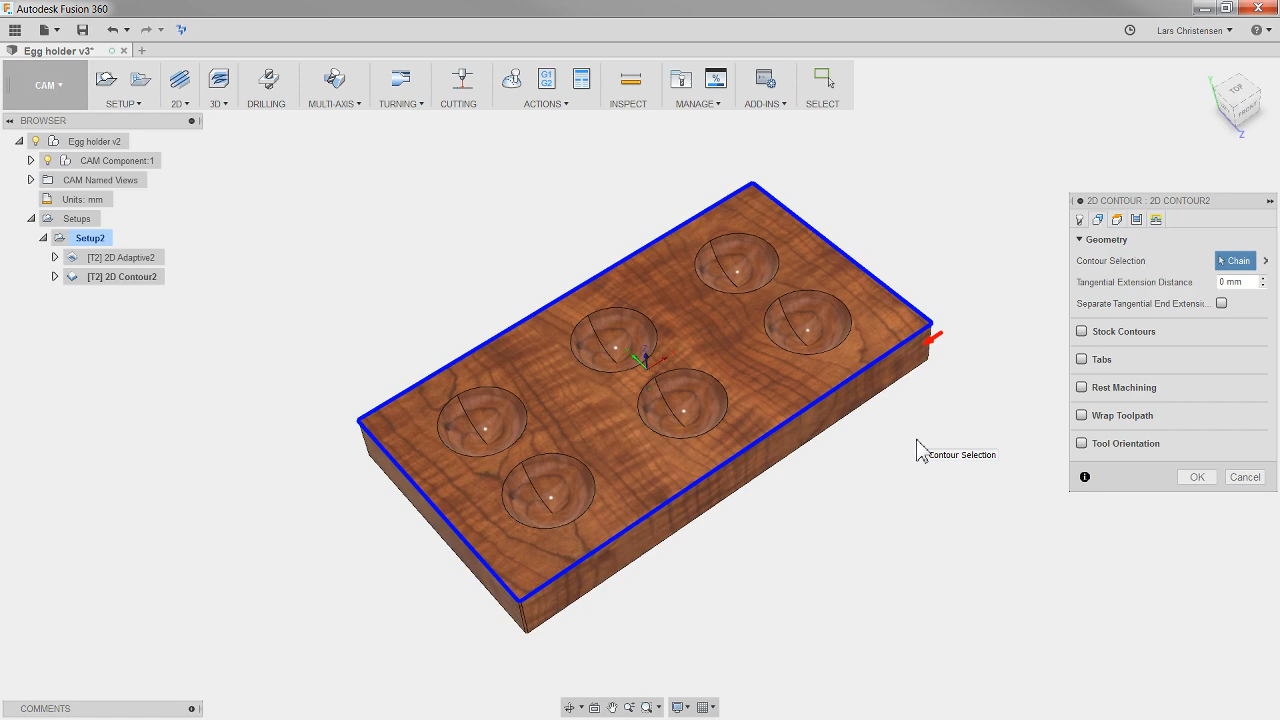 Autodesk Fusion 360
Lars Christensen
Egg holder v3*
CAM
SETUP
2D
3D
DRILLING
MULTI-AXIS
TURNING
CUTTING
G1
G2
ACTIONS
INSPECT
MANAGE
ADD-INS
SELECT
BROWSER
Egg holder v2
CAM Component:1
CAM Named Views
Units: mm
Setups
Setup2
[T2] 2D Adaptive2
[T2] 2D Contour2
TOP
FRONT
Y
Z
2D CONTOUR : 2D CONTOUR2
Geometry
Contour Selection
Chain
Tangential Extension Distance
0 mm
Separate Tangential End Extensi...
Stock Contours
Tabs
Rest Machining
Wrap Toolpath
Tool Orientation
OK
Cancel
Contour Selection
COMMENTS